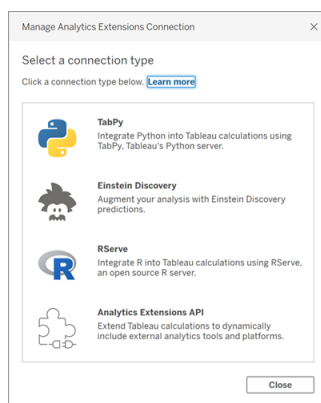 Manage Analytics Extensions Connection
Select a connection type
Click a connection type below. Learn more
TabPy
Integrate Python into Tableau calculations using
TabPy, Tableau's Python server.
Einstein Discovery
Augment your analysis with Einstein Discovery
predictions.
RServe
Integrate R into Tableau calculations using RServe,
an open source R server.
Analytics Extensions API
Extend Tableau calculations to dynamically
include external analytics tools and platforms.
Close